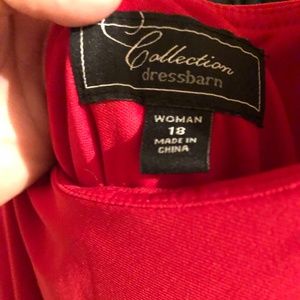 Collection
dressbarn
WOMAN
18
MADE IN
CHINA